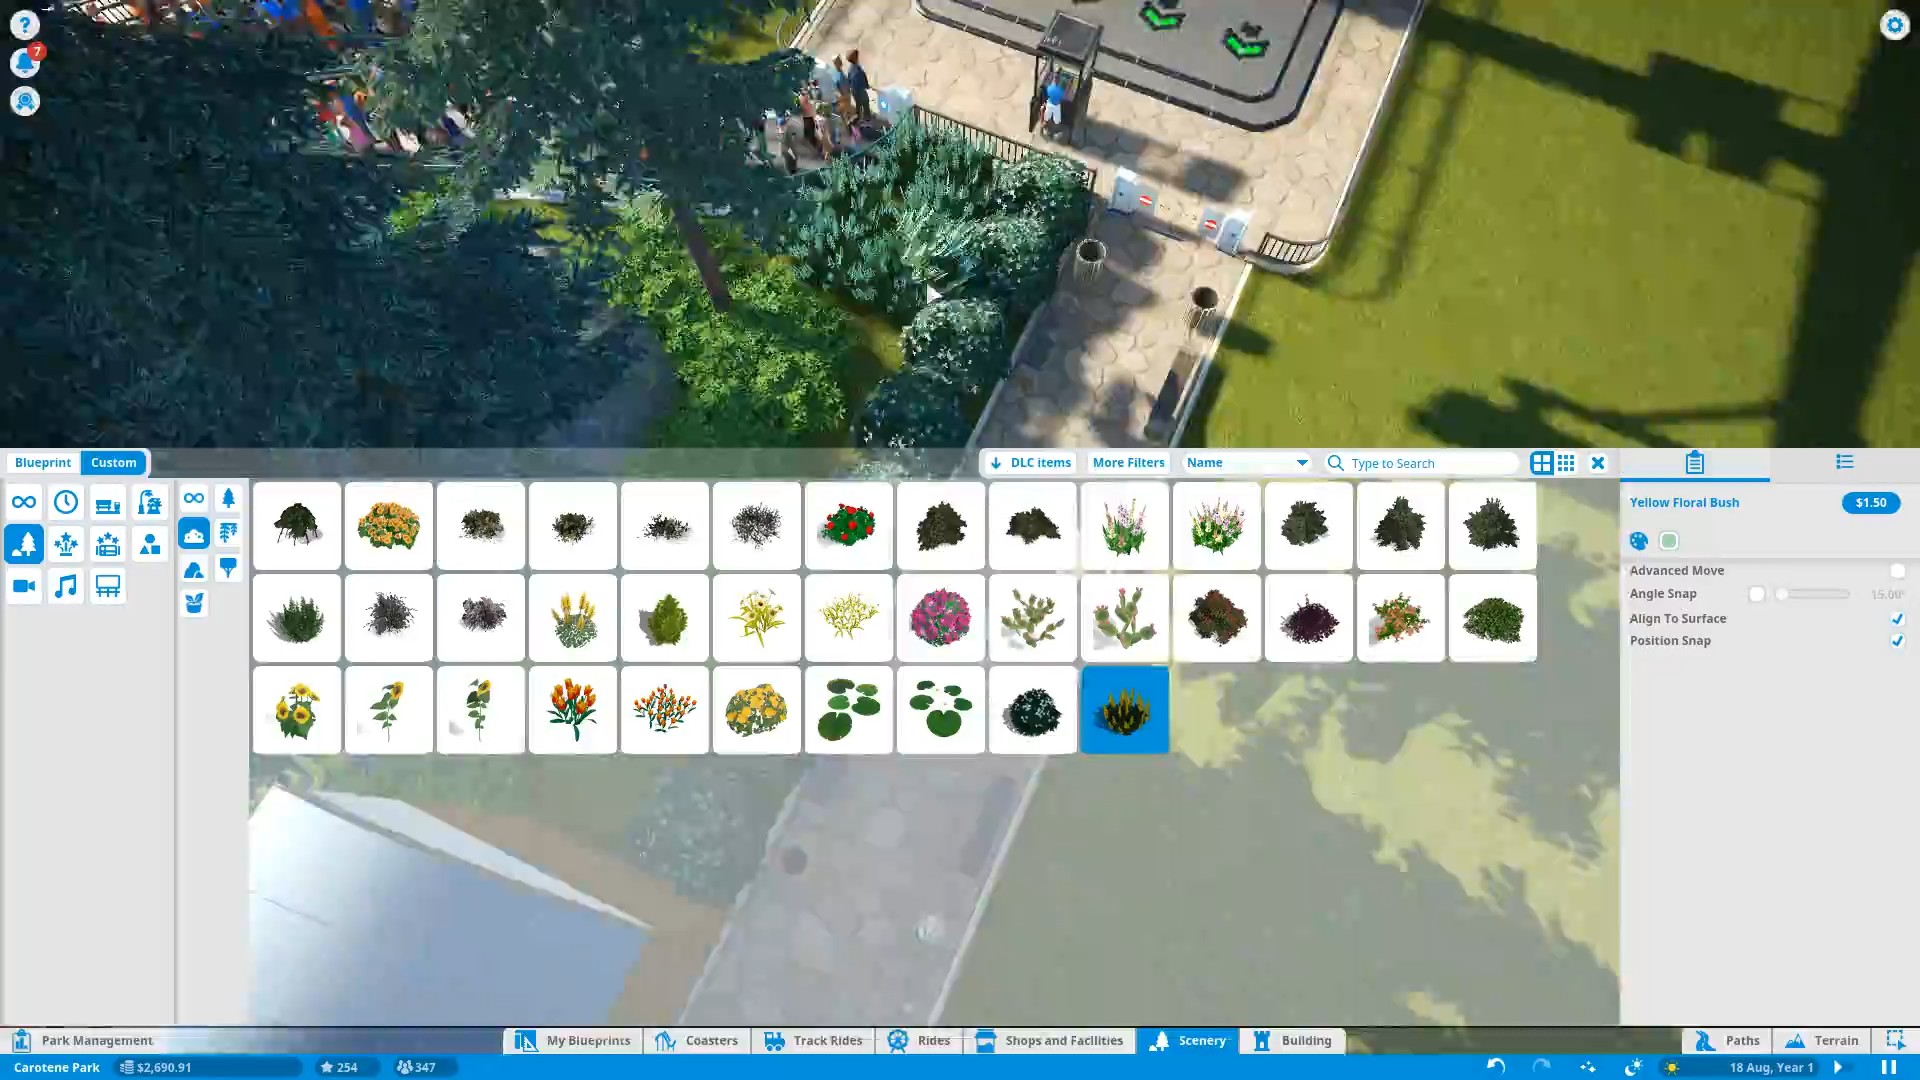 ?
7
Blueprint
Custom
DLC items
More Filters
Name
Type to Search
Yellow Floral Bush
$1.50
Advanced Move
Angle Snap
15.00°
Align To Surface
Position Snap
Park Management
My Blueprints
Coasters
Track Rides
Rides
Shops and Facilities
Scenery
Building
Paths
Terrain
Carotene Park
$2,690.91
254
347
18 Aug, Year 1